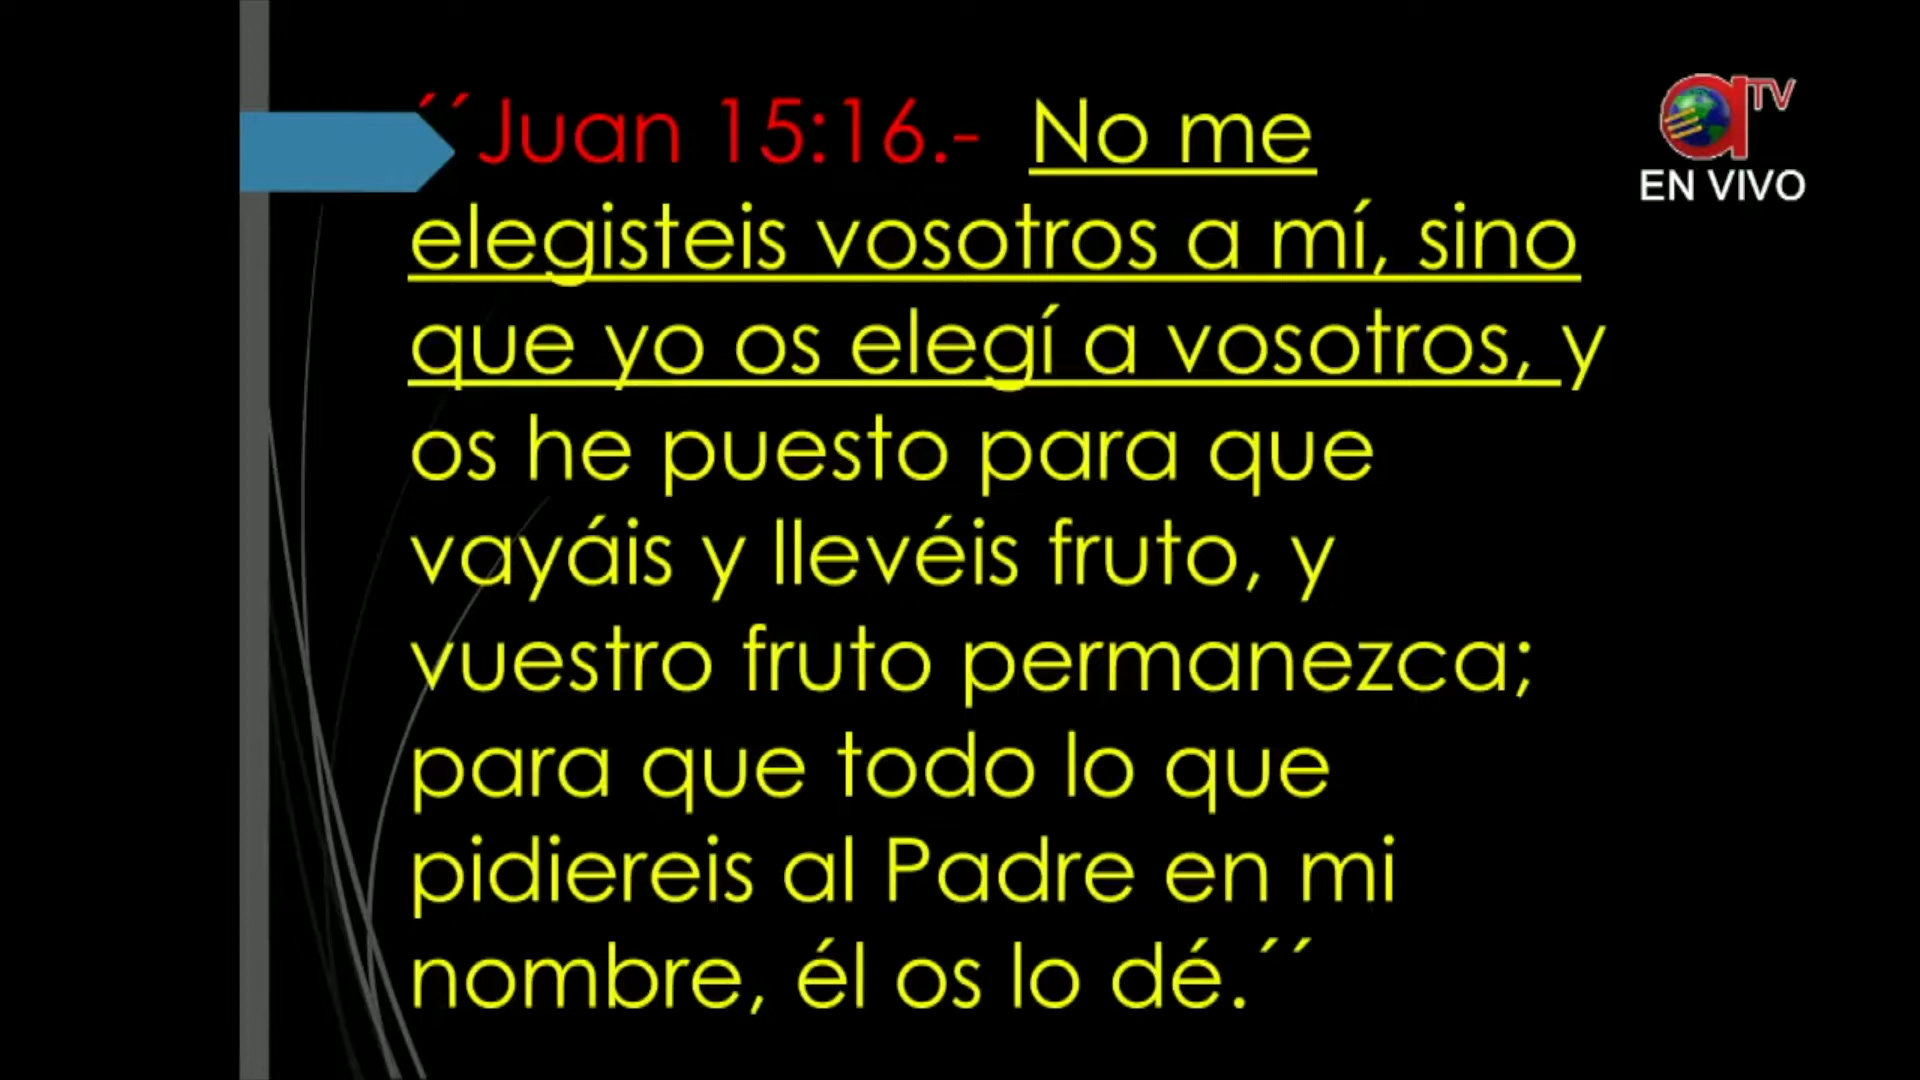 ´´Juan 15:16.- No me
elegisteis vosotros a mí, sino
que yo os elegí a vosotros, y
os he puesto para que
vayáis y llevéis fruto, y
vuestro fruto permanezca;
para que todo lo que
pidiereis al Padre en mi
nombre, él os lo dé.´´
aTV
EN VIVO